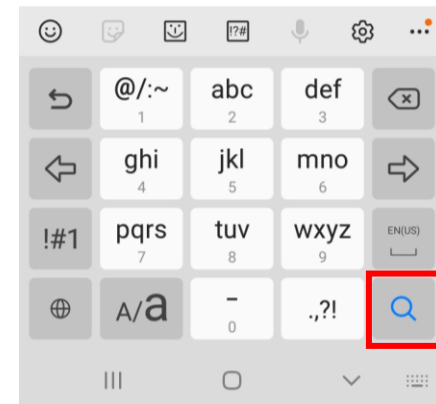 !?#
@/:~ abc def
1 2 3
ghi jkl mno
4 5 6
!#1 pqrs tuv wxyz EN(US)
7 8 9
A/a - .,?!
0